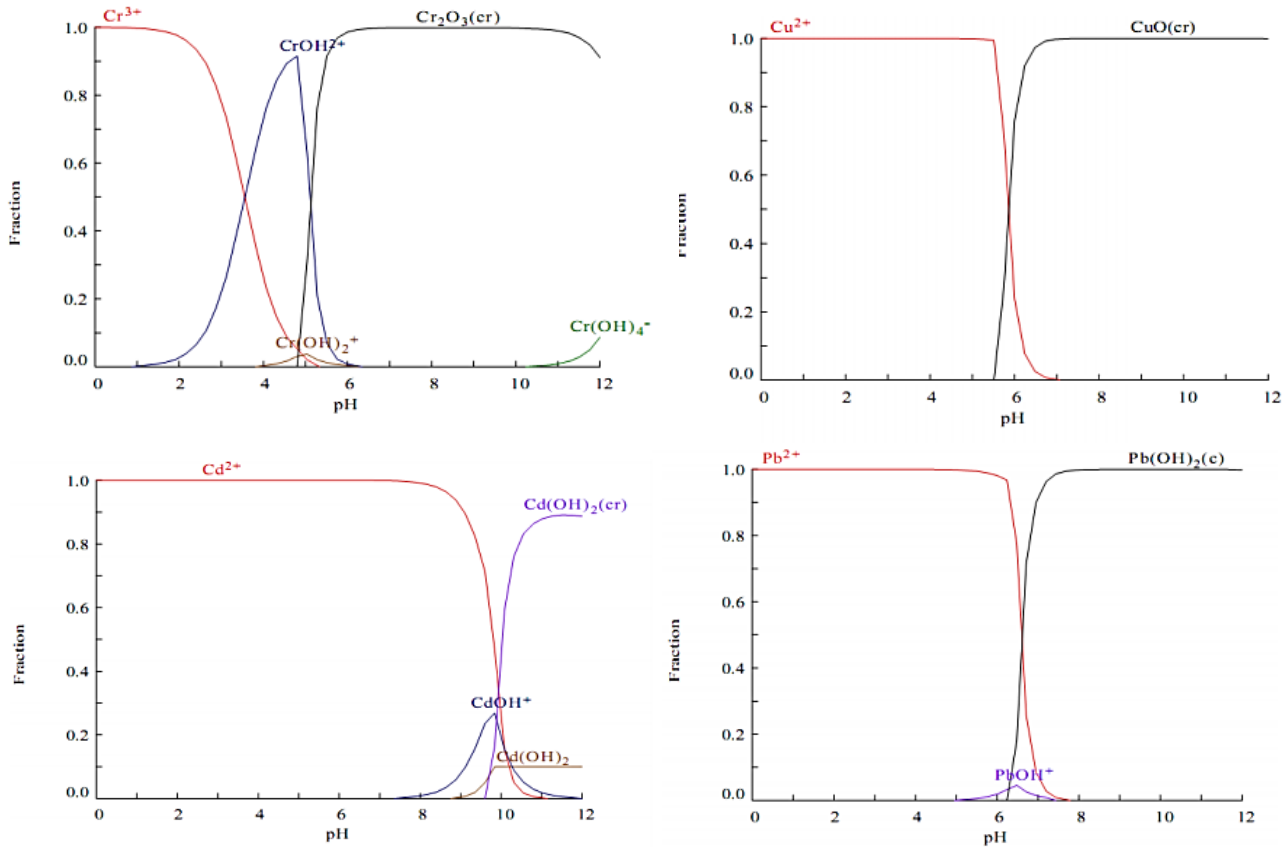 Cr³⁺
Cr₂O₃(cr)
CrOH²⁺
Cr(OH)₂⁺
Cr(OH)₄⁻
Fraction
1.0
0.8
0.6
0.4
0.2
0.0
0 2 4 6 8 10 12
pH
Cu²⁺
CuO(cr)
Fraction
1.0
0.8
0.6
0.4
0.2
0.0
0 2 4 6 8 10 12
pH
Cd²⁺
Cd(OH)₂(cr)
CdOH⁺
Cd(OH)₂
Fraction
1.0
0.8
0.6
0.4
0.2
0.0
0 2 4 6 8 10 12
pH
Pb²⁺
Pb(OH)₂(c)
PbOH⁺
Fraction
1.0
0.8
0.6
0.4
0.2
0.0
0 2 4 6 8 10 12
pH